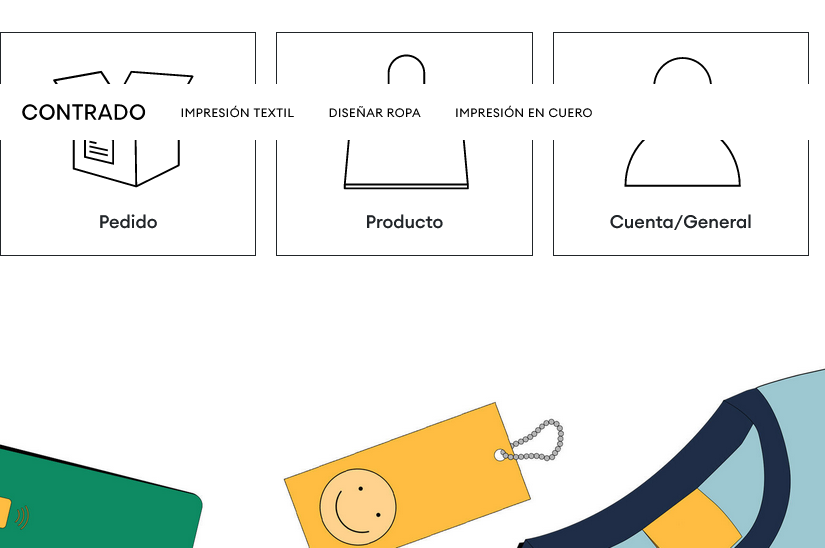 CONTRADO IMPRESIÓN TEXTIL DISEÑAR ROPA IMPRESIÓN EN CUERO
Pedido Producto Cuenta/General